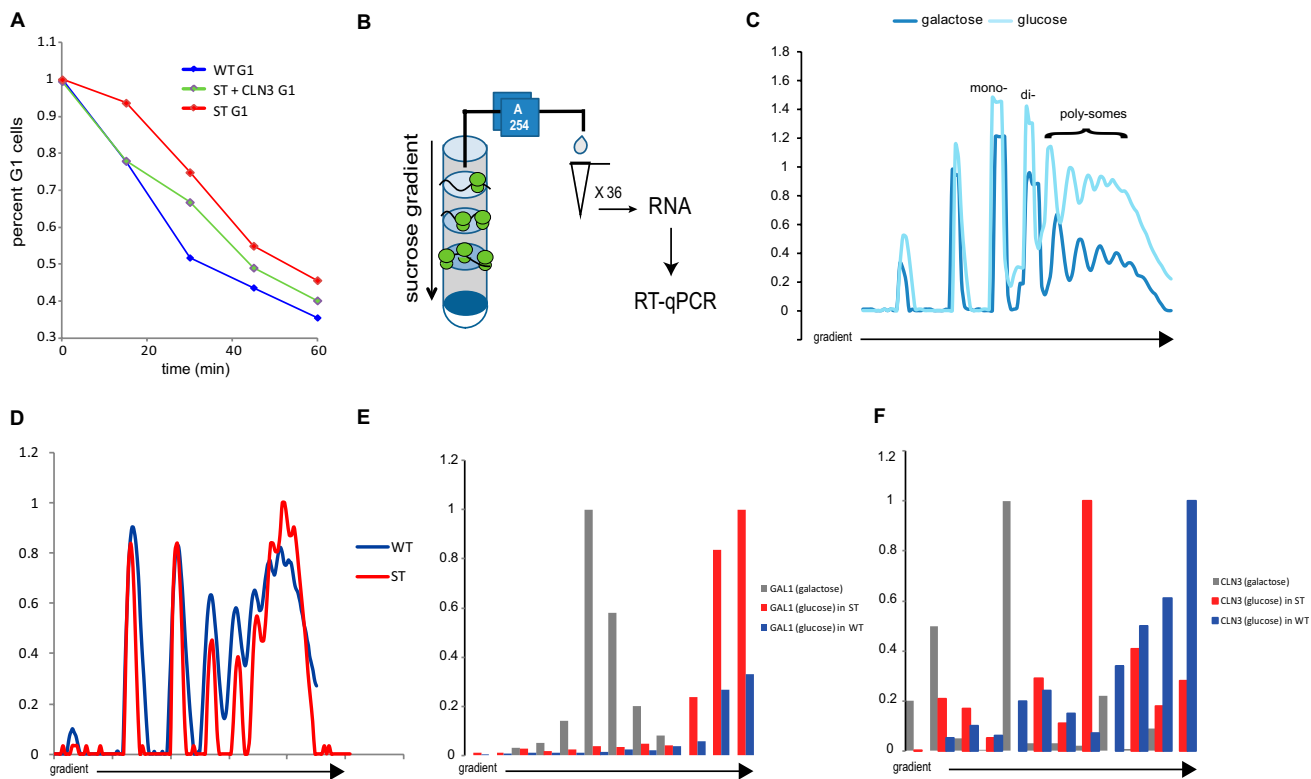 A
percent G1 cells
1.1
1
0.9
0.8
0.7
0.6
0.5
0.4
0.3
0
20
40
60
time (min)
WT G1
ST + CLN3 G1
ST G1
B
sucrose gradient
A
254
X 36
RNA
RT-qPCR
C
galactose
glucose
1.8
1.6
1.4
1.2
1.0
0.8
0.6
0.4
0.2
0
mono-
di-
poly-somes
gradient
D
1.2
1
0.8
0.6
0.4
0.2
0
WT
ST
gradient
E
1.2
1
0.8
0.6
0.4
0.2
0
GAL1 (galactose)
GAL1 (glucose) in ST
GAL1 (glucose) in WT
gradient
F
1.2
1
0.8
0.6
0.4
0.2
0
CLN3 (galactose)
CLN3 (glucose) in ST
CLN3 (glucose) in WT
gradient